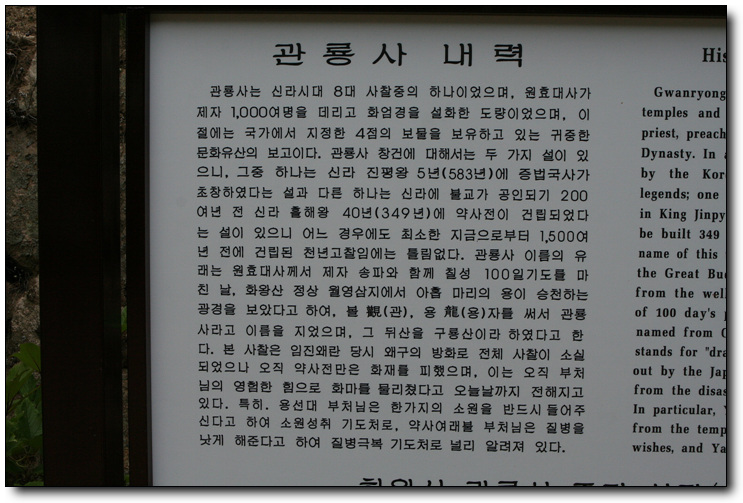 관룡사 내력
관룡사는 신라시대 8대 사찰중의 하나이었으며, 원효대사가
제자 1,000여명을 데리고 화엄경을 설화한 도량이었으며, 이
절에는 국가에서 지정한 4점의 보물을 보유하고 있는 귀중한
문화유산의 보고이다. 관룡사 창건에 대해서는 두 가지 설이 있
으니, 그중 하나는 신라 진평왕 5년(583년)에 증법국사가
초창하였다는 설과 다른 하나는 신라에 불교가 공인되기 200
여년 전 신라 흘해왕 40년(349년)에 약사전이 건립되었다
는 설이 있으니 어느 경우에도 최소한 지금으로부터 1,500여
년 전에 건립된 천년고찰임에는 틀림없다. 관룡사 이름의 유
래는 원효대사께서 제자 송파와 함께 칠성 100일기도를 마
친 날, 화왕산 정상 월영삼지에서 아홉 마리의 용이 승천하는
광경을 보았다고 하여, 볼 觀(관), 용 龍(용)자를 써서 관룡
사라고 이름을 지었으며, 그 뒤산을 구룡산이라 하였다고 한
다. 본 사찰은 임진왜란 당시 왜구의 방화로 전체 사찰이 소실
되었으나 오직 약사전만은 화재를 피했으며, 이는 오직 부처
님의 영험한 힘으로 화마를 물리쳤다고 오늘날까지 전해지고
있다. 특히, 용선대 부처님은 한가지의 소원을 반드시 들어주
신다고 하여 소원성취 기도처로, 약사여래불 부처님은 질병을
낫게 해준다고 하여 질병극복 기도처로 널리 알려져 있다.
His
Gwanryong
temples and
priest, preach
Dynasty. In a
by the Kor
legends; one
in King Jinpy
be built 349
name of this
the Great Bu
from the wel
of 100 day's
named from G
stands for "dra
out by the Jap
from the disas
In particular,
from the temp
wishes, and Ya